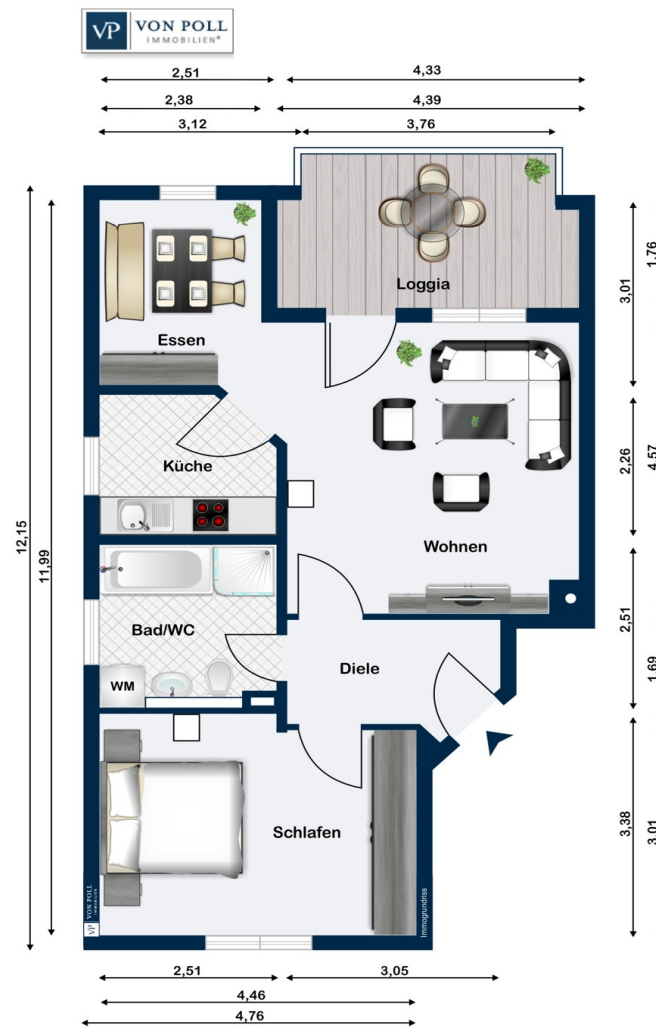 VP VON POLL
IMMOBILIEN®
2,51 4,33
2,38 4,39
3,12 3,76
Loggia
Essen
Küche
Wohnen
Bad/WC
WM
Diele
Schlafen
12,15
11,99
3,01
1,76
2,26
4,57
2,51
1,69
3,38
3,01
VP VON POLL
IMMOBILIEN
Immogrundriss
2,51 3,05
4,46
4,76